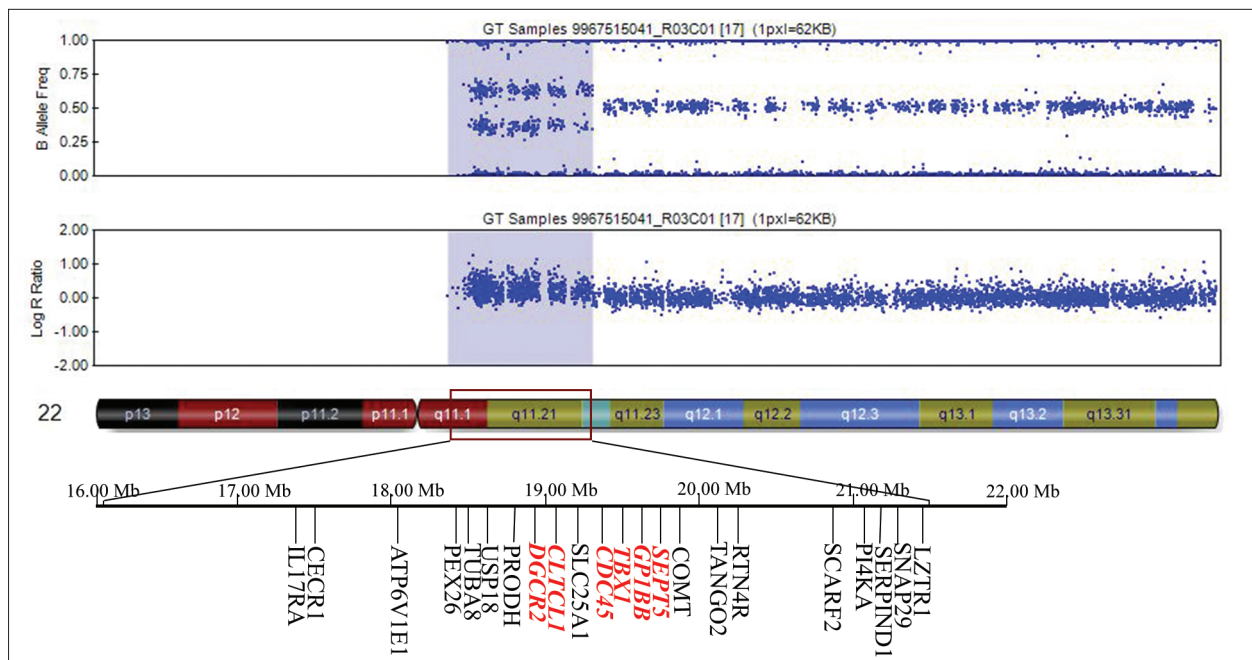 GT Samples 9967515041_R03C01 [17] (1pxl=62KB)
B Allele Freq
1.00
0.75
0.50
0.25
0.00
GT Samples 9967515041_R03C01 [17] (1pxl=62KB)
Log R Ratio
2.00
1.00
0.00
-1.00
-2.00
22
p13 p12 p11.2 p11.1 q11.1 q11.21 q11.23 q12.1 q12.2 q12.3 q13.1 q13.2 q13.31
16.00 Mb 17.00 Mb 18.00 Mb 19.00 Mb 20.00 Mb 21.00 Mb 22.00 Mb
IL17RA
CECR1
ATP6V1E1
PEX26
TUBA8
USP18
PRODH
DGCR2
CLTCL1
SLC25A1
CDC45
TBX1
GP1BB
SEPT5
COMT
TANGO2
RTN4R
SCARF2
PI4KA
SERPIND1
SNAP29
LZTR1